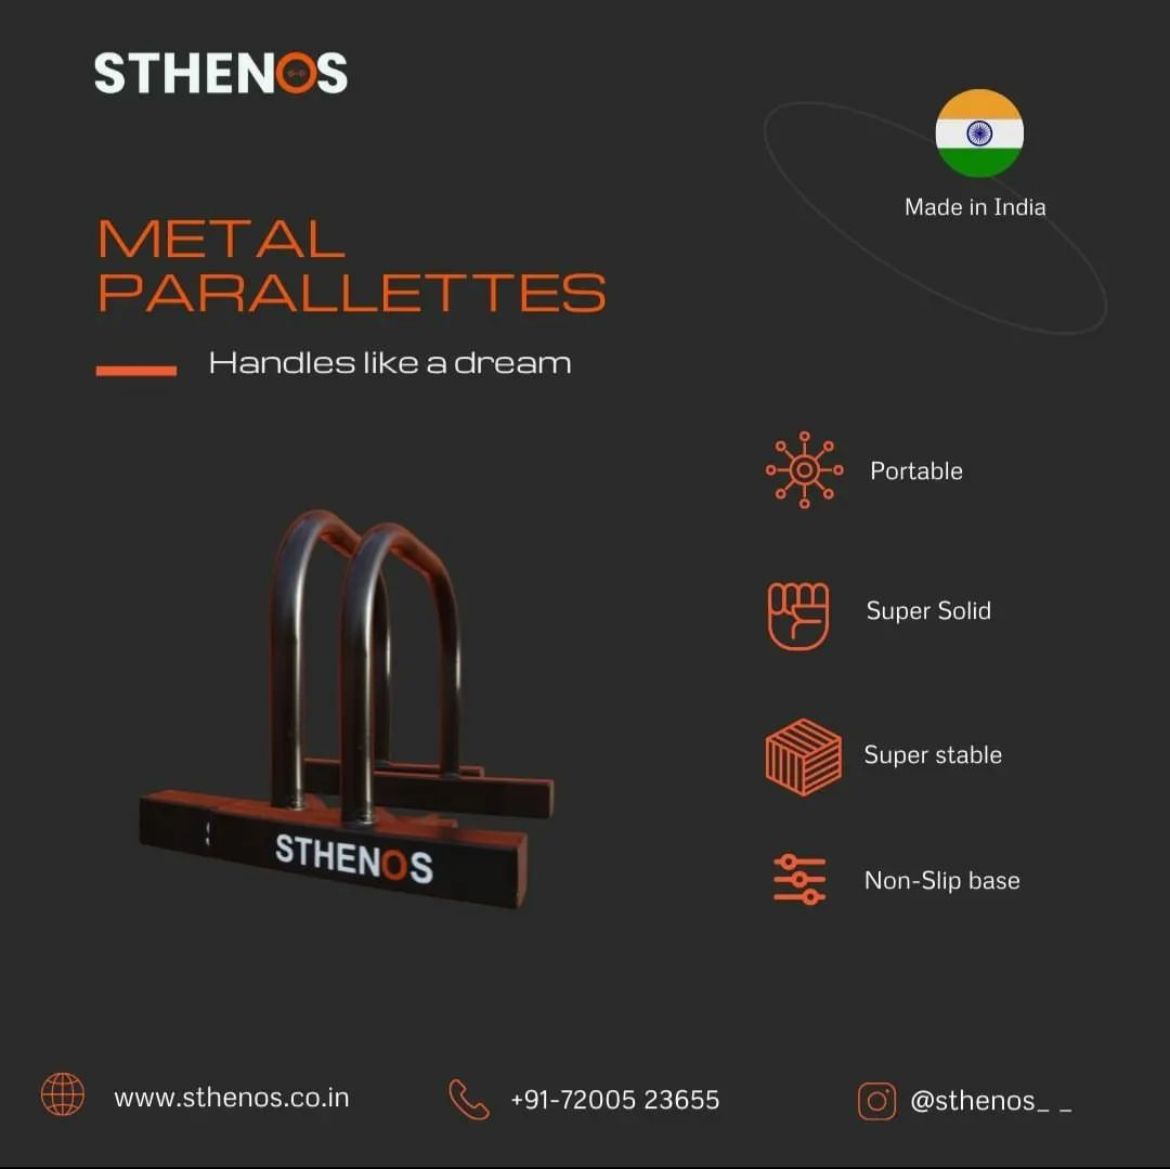 STHENOS
Made in India
METAL
PARALLETTES
Handles like a dream
Portable
Super Solid
Super stable
Non-Slip base
STHENOS
www.sthenos.co.in
+91-72005 23655
@sthenos_ _